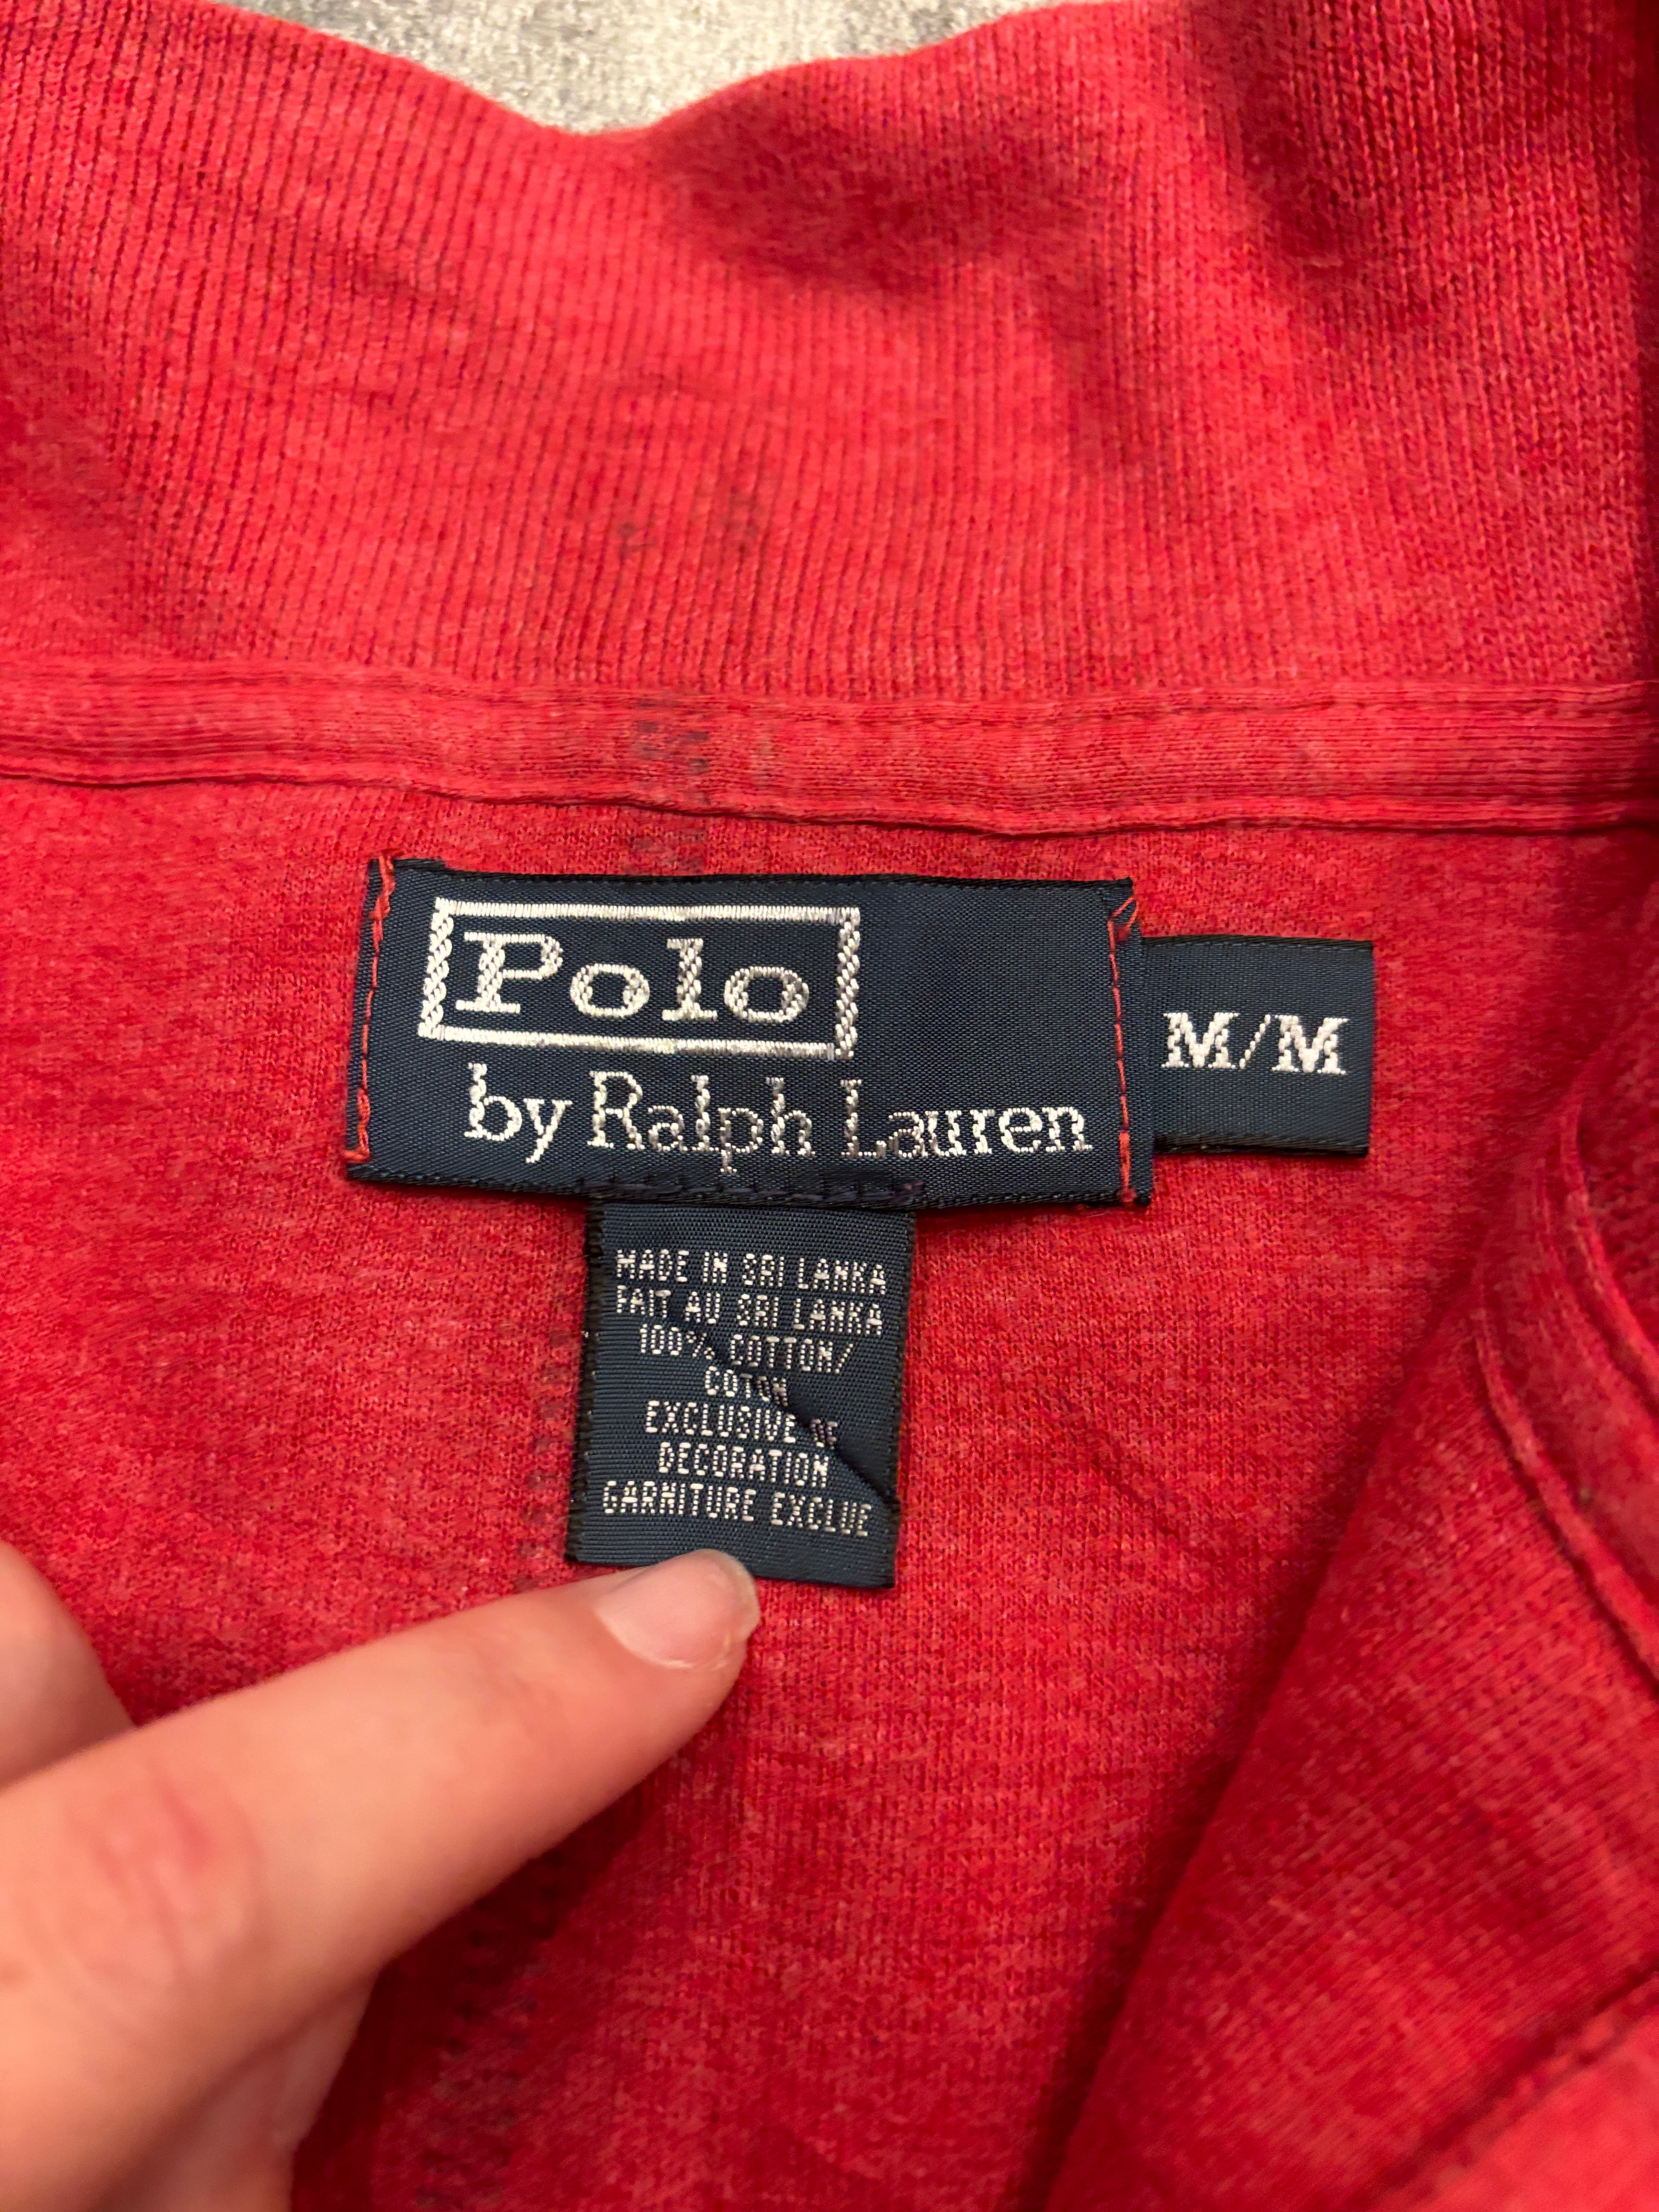 Polo
by Ralph Lauren
M/M
MADE IN SRI LANKA
FAIT AU SRI LANKA
100% COTTON/
COTON
EXCLUSIVE OF
DECORATION
GARNITURE EXCLUE